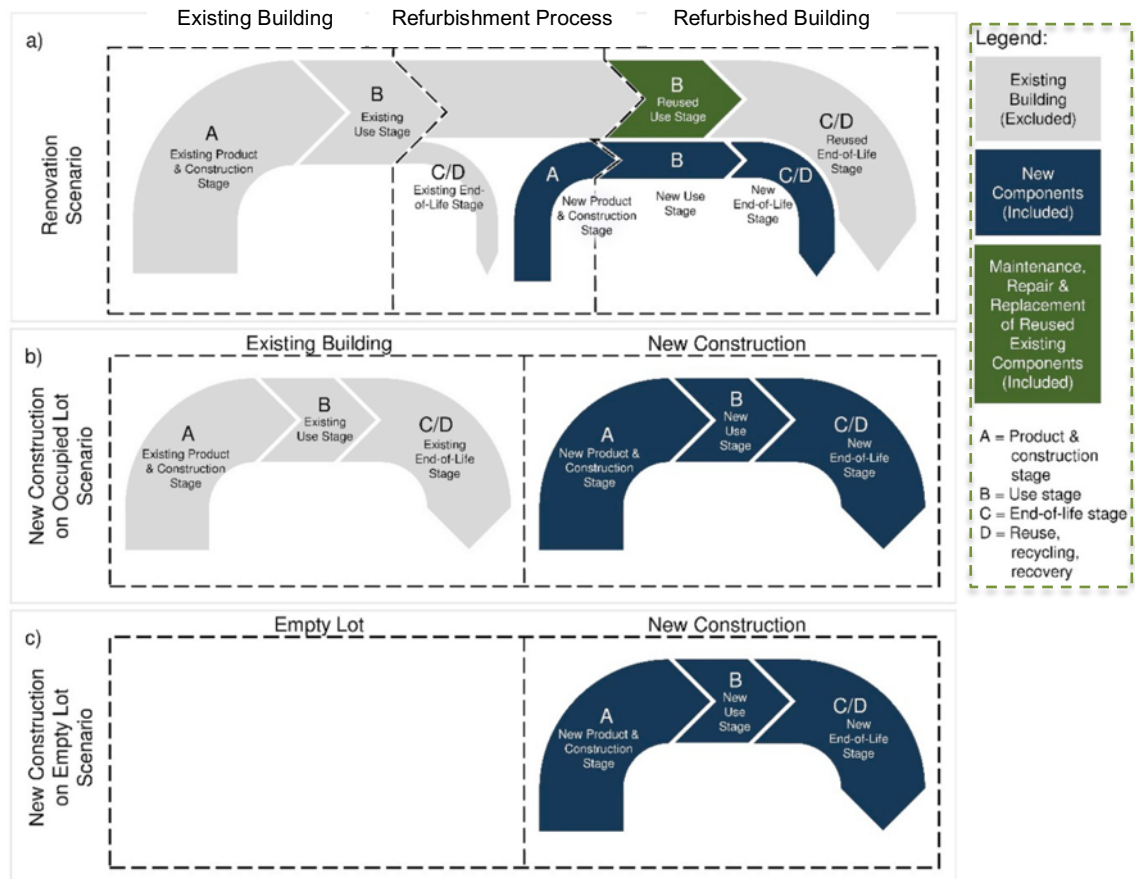 Existing Building
Refurbishment Process
Refurbished Building
a)
Renovation
Scenario
A
Existing Product
& Construction
Stage
B
Existing
Use Stage
C/D
Existing End-
of-Life Stage
A
New Product
& Construction
Stage
B
Reused
Use Stage
B
New Use
Stage
C/D
New
End-of-Life
Stage
C/D
Reused
End-of-Life
Stage
b)
New Construction
on Occupied Lot
Scenario
Existing Building
New Construction
A
Existing Product
& Construction
Stage
B
Existing
Use Stage
C/D
Existing
End-of-Life
Stage
A
New Product &
Construction
Stage
B
New
Use
Stage
C/D
New
End-of-Life
Stage
c)
New Construction
on Empty Lot
Scenario
Empty Lot
New Construction
A
New Product &
Construction
Stage
B
New
Use
Stage
C/D
New
End-of-Life
Stage
Legend:
Existing
Building
(Excluded)
New
Components
(Included)
Maintenance,
Repair &
Replacement
of Reused
Existing
Components
(Included)
A = Product &
construction
stage
B = Use stage
C = End-of-life stage
D = Reuse,
recycling,
recovery